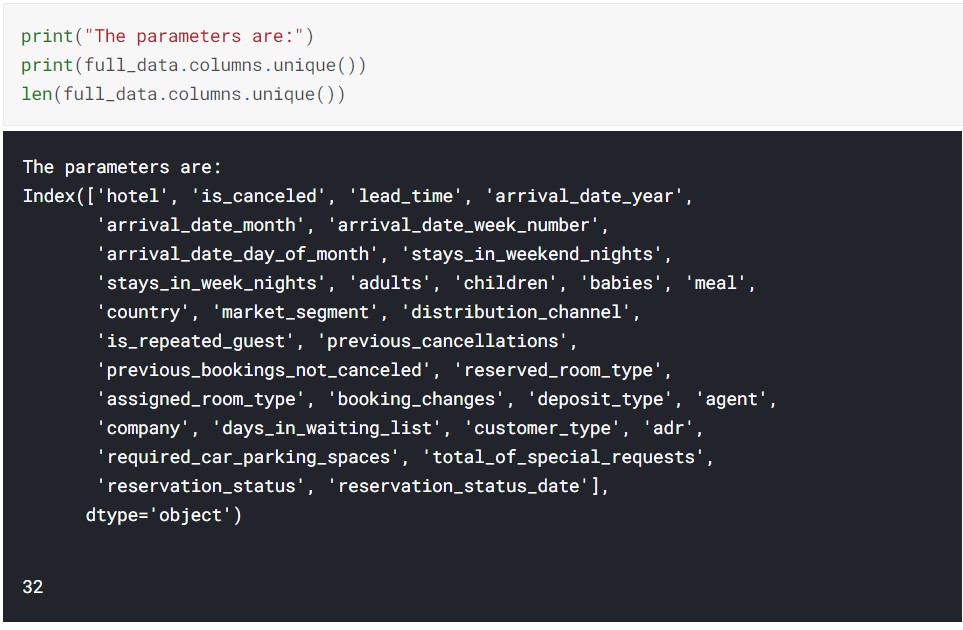 print("The parameters are:")
print(full_data.columns.unique())
len(full_data.columns.unique())
The parameters are:
Index(['hotel', 'is_canceled', 'lead_time', 'arrival_date_year',
       'arrival_date_month', 'arrival_date_week_number',
       'arrival_date_day_of_month', 'stays_in_weekend_nights',
       'stays_in_week_nights', 'adults', 'children', 'babies', 'meal',
       'country', 'market_segment', 'distribution_channel',
       'is_repeated_guest', 'previous_cancellations',
       'previous_bookings_not_canceled', 'reserved_room_type',
       'assigned_room_type', 'booking_changes', 'deposit_type', 'agent',
       'company', 'days_in_waiting_list', 'customer_type', 'adr',
       'required_car_parking_spaces', 'total_of_special_requests',
       'reservation_status', 'reservation_status_date'],
      dtype='object')
32